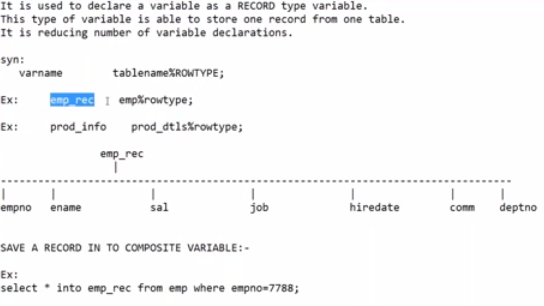 It is used to declare a variable as a RECORD type variable.
This type of variable is able to store one record from one table.
It is reducing number of variable declarations.
syn:
varname tablename%ROWTYPE;
Ex: emp_rec emp%rowtype;
Ex: prod_info prod_dtls%rowtype;
emp_rec
|
--------------------------------------------------------------------------------
| | | | | | |
empno ename sal job hiredate comm deptno
SAVE A RECORD IN TO COMPOSITE VARIABLE:-
Ex:
select * into emp_rec from emp where empno=7788;